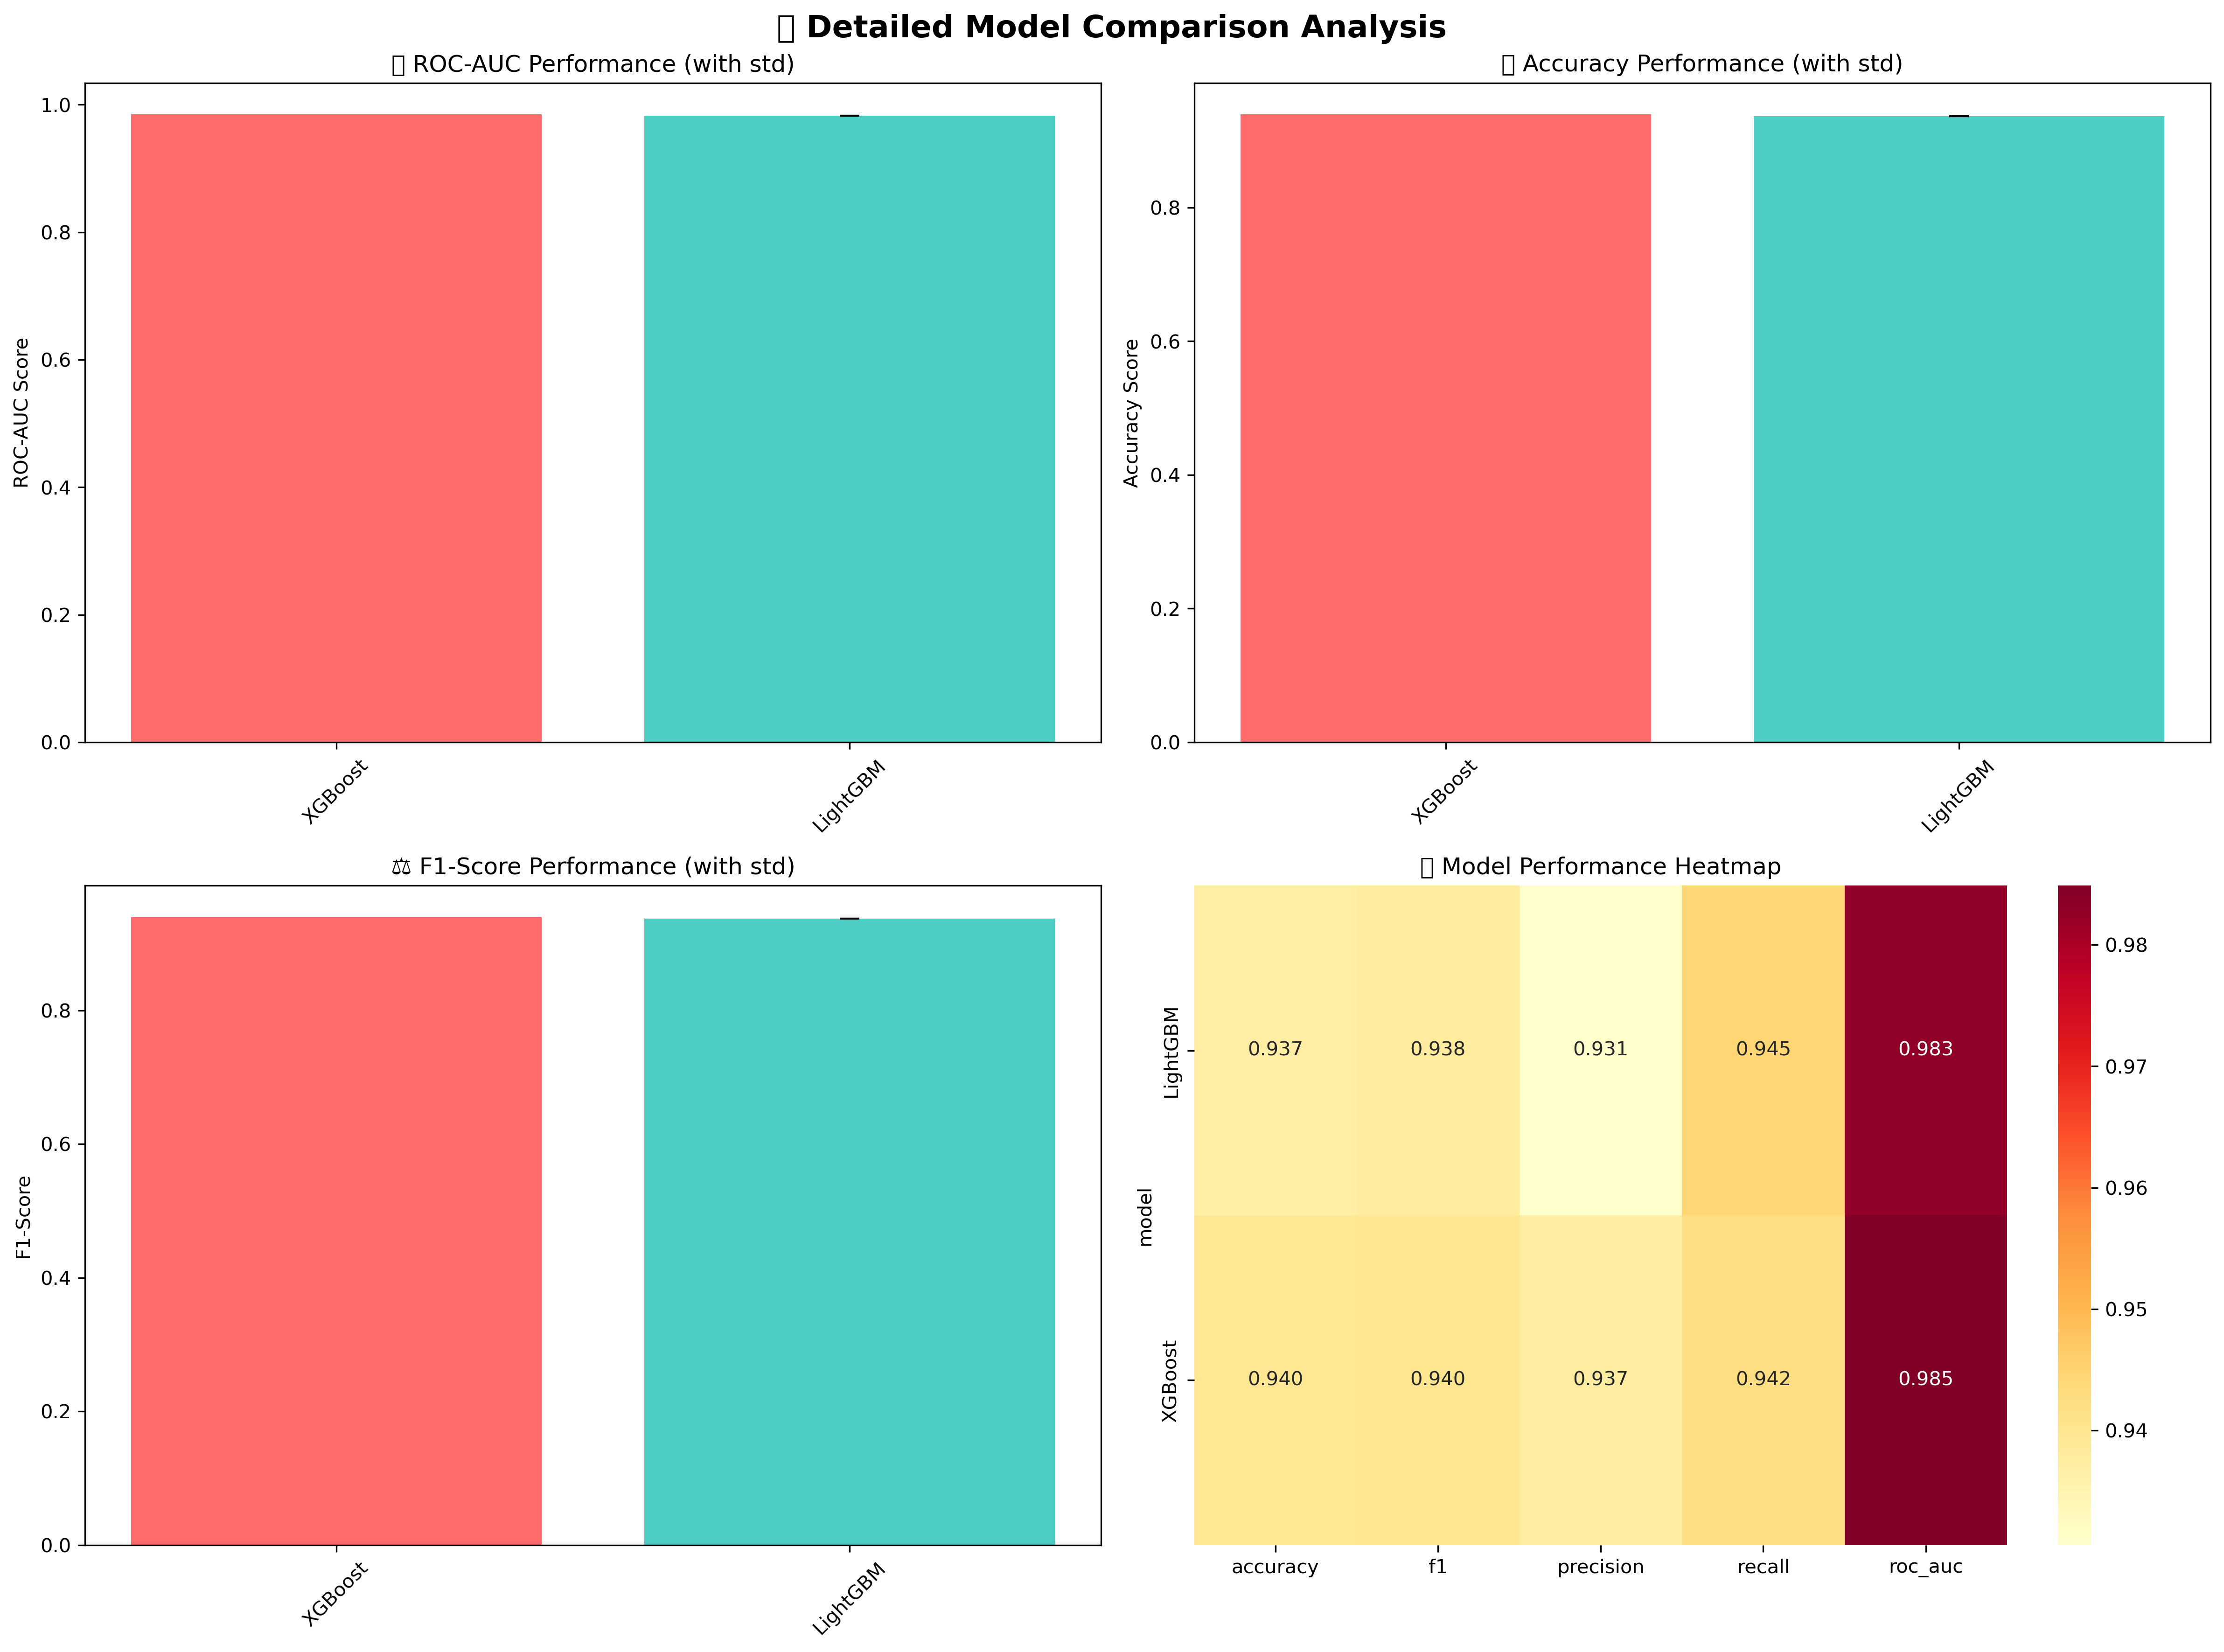 Detailed Model Comparison Analysis
ROC-AUC Performance (with std)
ROC-AUC Score
1.0
0.8
0.6
0.4
0.2
0.0
XGBoost
LightGBM
Accuracy Performance (with std)
Accuracy Score
0.8
0.6
0.4
0.2
0.0
XGBoost
LightGBM
⚖ F1-Score Performance (with std)
F1-Score
0.8
0.6
0.4
0.2
0.0
XGBoost
LightGBM
Model Performance Heatmap
model
LightGBM
0.937 0.938 0.931 0.945 0.983
XGBoost
0.940 0.940 0.937 0.942 0.985
accuracy f1 precision recall roc_auc
0.98
0.97
0.96
0.95
0.94